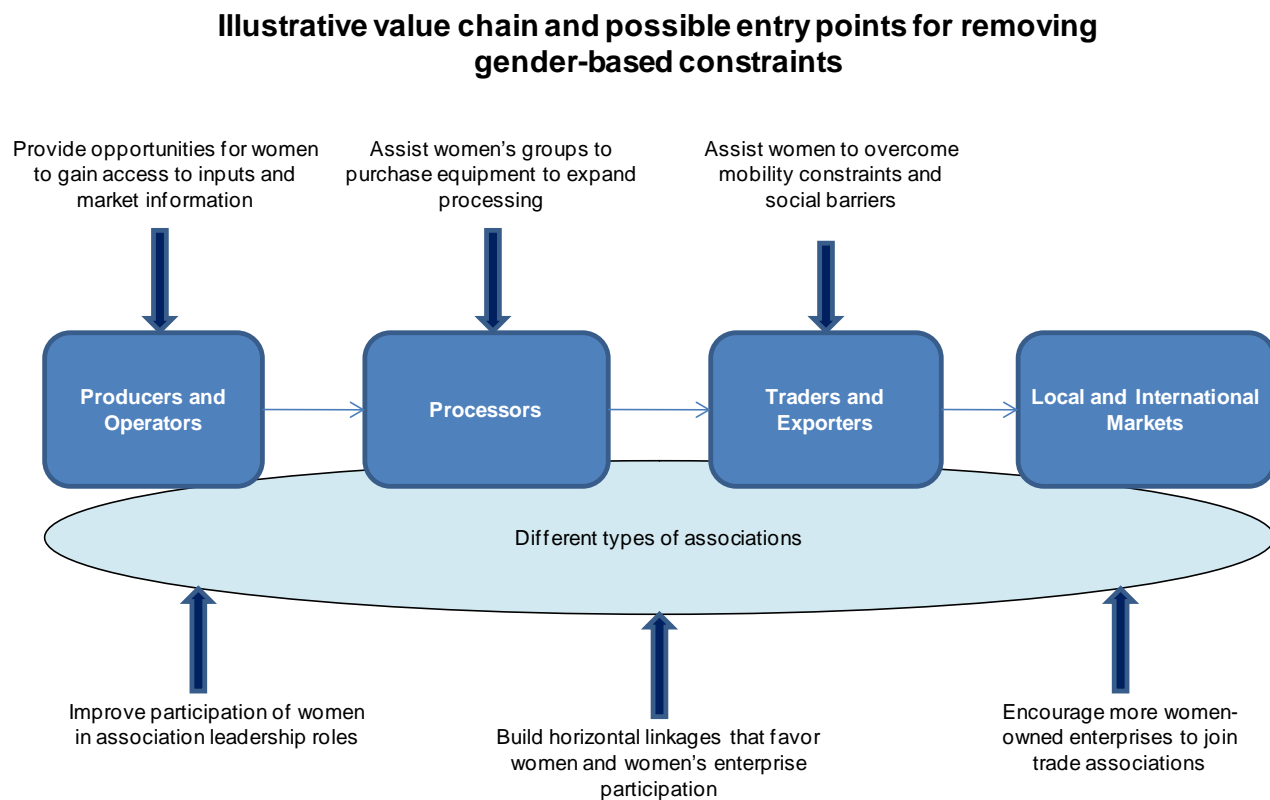 Illustrative value chain and possible entry points for removing
gender-based constraints
Provide opportunities for women
to gain access to inputs and
market information
Assist women's groups to
purchase equipment to expand
processing
Assist women to overcome
mobility constraints and
social barriers
Producers and
Operators
Processors
Traders and
Exporters
Local and International
Markets
Different types of associations
Improve participation of women
in association leadership roles
Build horizontal linkages that favor
women and women's enterprise
participation
Encourage more women-
owned enterprises to join
trade associations